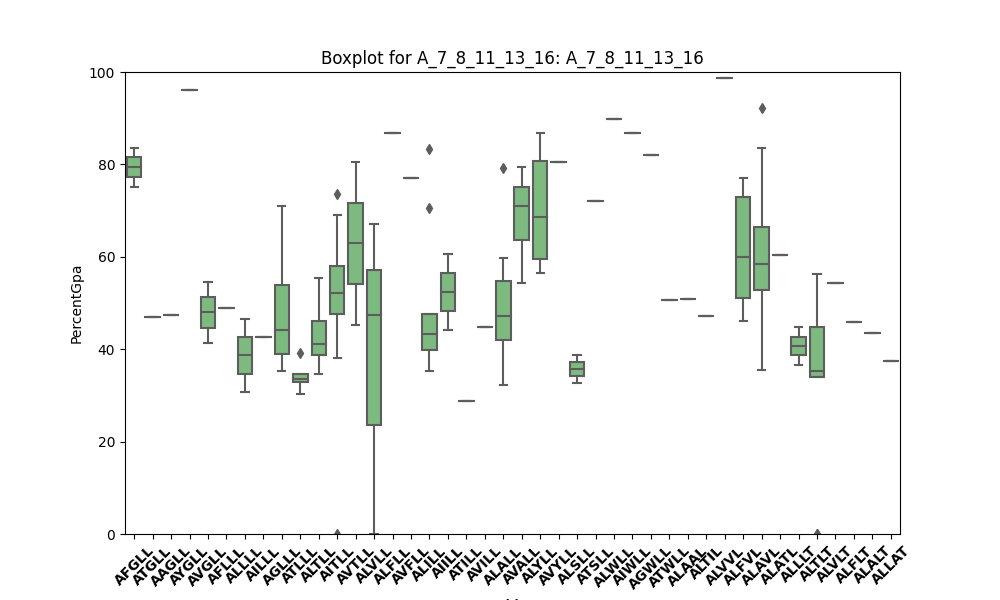 Boxplot for A_7_8_11_13_16: A_7_8_11_13_16
PercentGpa
100
80
60
40
20
0
AFGLL
ATGLL
AAGLL
AYGLL
AVGLL
AFLLL
ALLLL
AILLL
AGLLL
ATLLL
ALTLL
AITLL
AVTLL
ALVLL
ALFLL
AVFLL
ALILL
AIILL
ATILL
AVILL
ALALL
AVALL
ALYLL
AVYLL
ALSLL
ATSLL
ALWLL
AIWLL
AGWLL
ATWLL
ALAAL
ALTIL
ALVVL
ALFVL
ALAVL
ALATL
ALLLT
ALTLT
ALVLT
ALFLT
ALALT
ALLAT